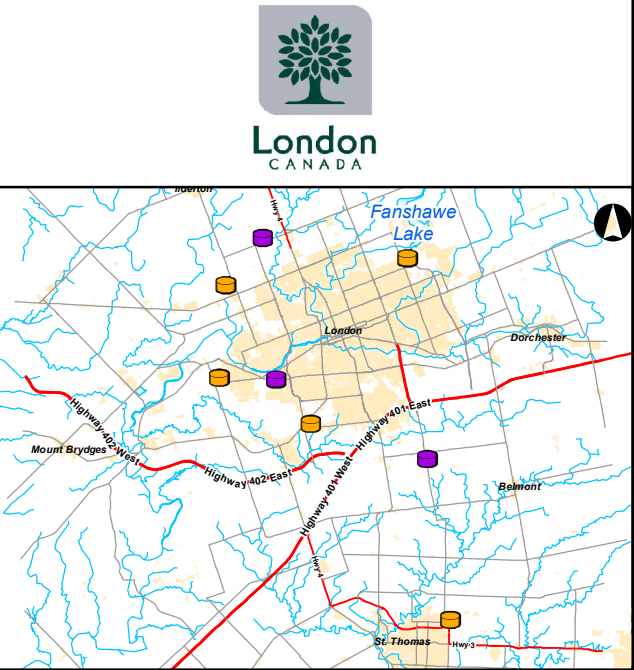 London
CANADA
Ilderton
Hwy 4
Fanshawe
Lake
London
Dorchester
Highway 401 East
Highway 402 West
Mount Brydges
Highway 402 East
Highway 401 West
Belmont
Hwy 4
St. Thomas
Hwy 3